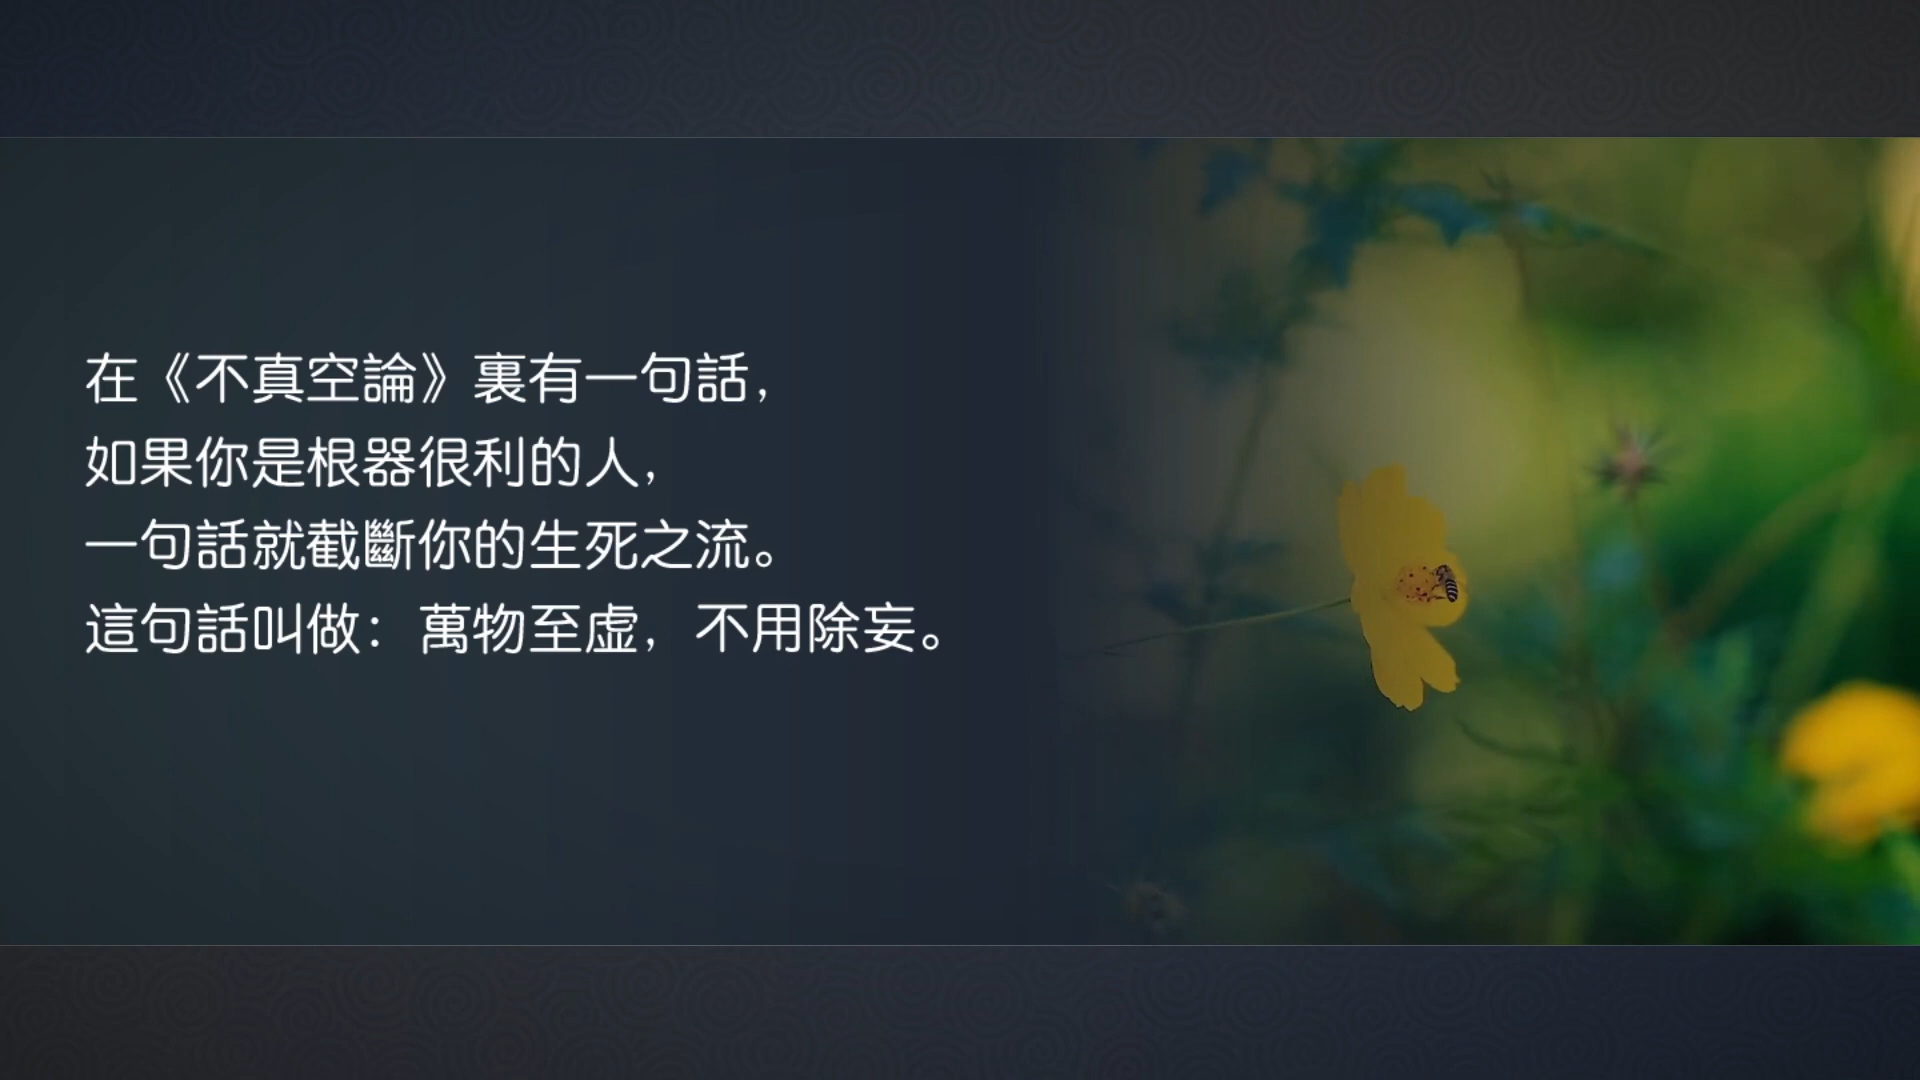 在《不真空論》裏有一句話，
如果你是根器很利的人，
一句話就截斷你的生死之流。
這句話叫做：萬物至虛，不用除妄。